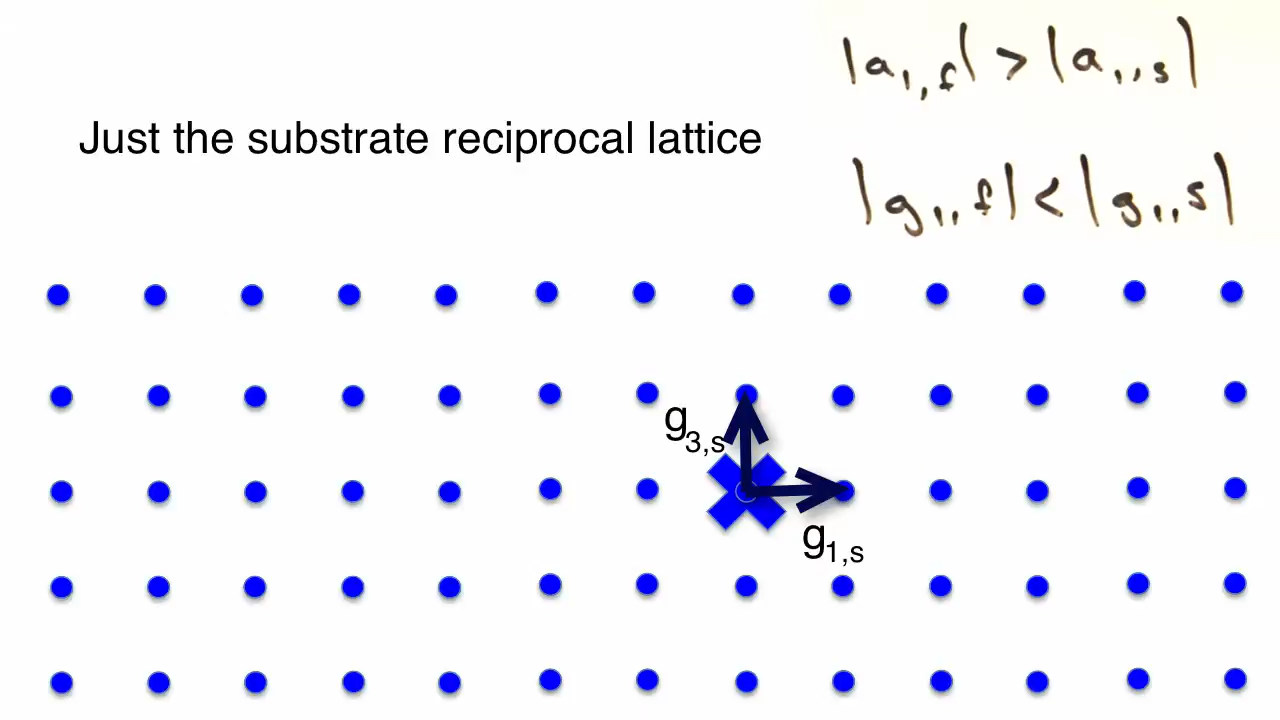 |a₁,f| > |a₁,s|
Just the substrate reciprocal lattice
|g₁,f| < |g₁,s|
g3,s
g1,s